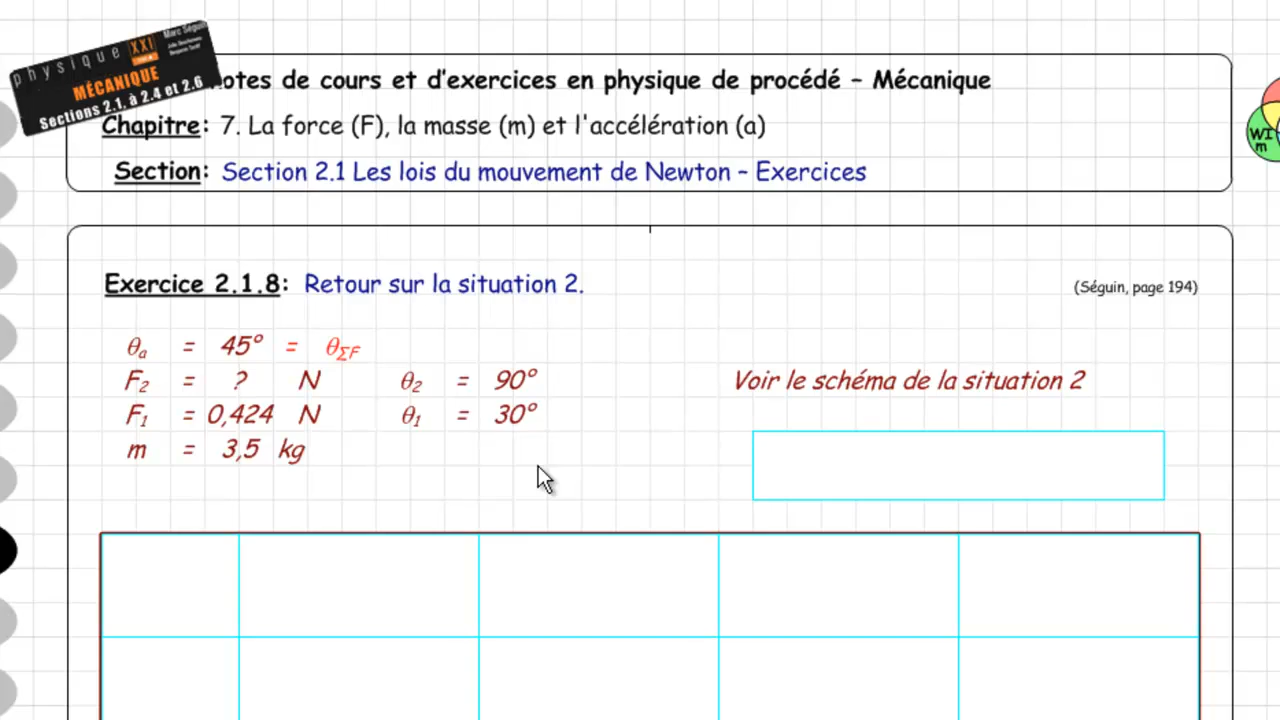 physique XXI
Marc Séguin
MÉCANIQUE
Sections 2.1, à 2.4 et 2.6
notes de cours et d'exercices en physique de procédé – Mécanique
Chapitre: 7. La force (F), la masse (m) et l'accélération (a)
Section: Section 2.1 Les lois du mouvement de Newton – Exercices
WI
m
Exercice 2.1.8: Retour sur la situation 2. (Séguin, page 194)
θa = 45° = θΣF
F2 = ? N θ2 = 90° Voir le schéma de la situation 2
F1 = 0,424 N θ1 = 30°
m = 3,5 kg